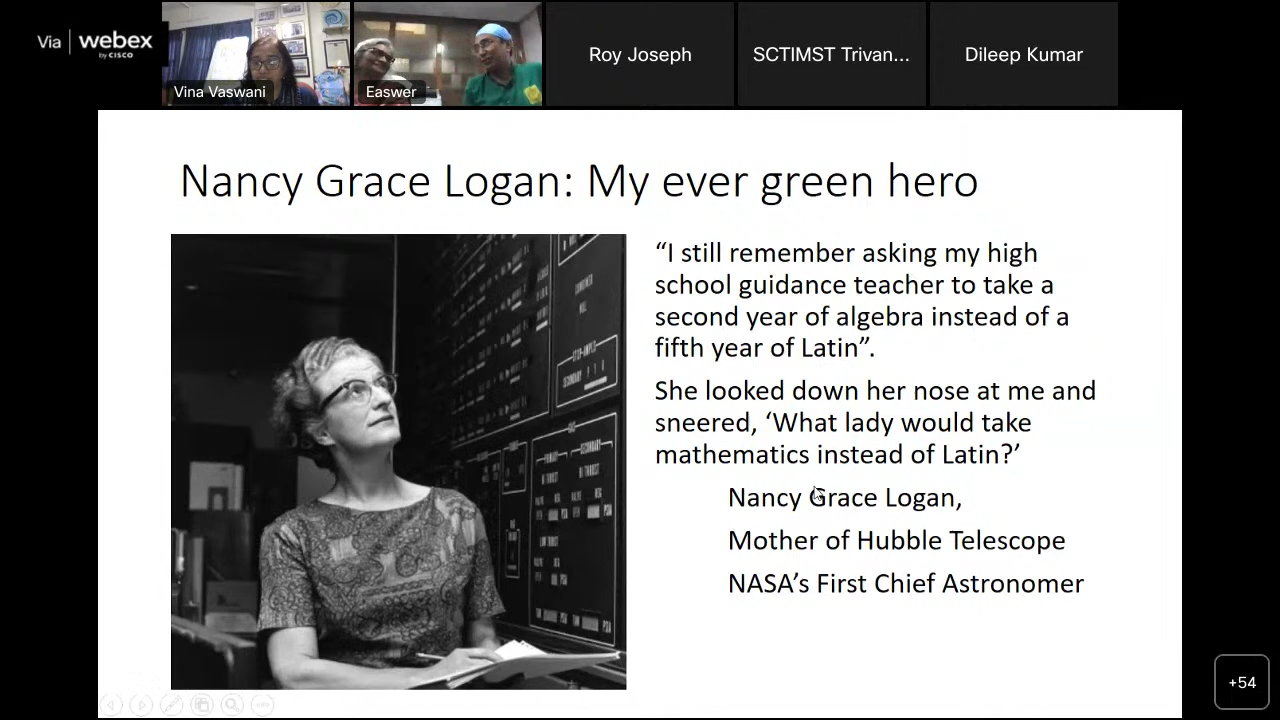 Via | webex
by CISCO
Vina Vaswani
Easwer
Roy Joseph
SCTIMST Trivan...
Dileep Kumar
Nancy Grace Logan: My ever green hero
“I still remember asking my high
school guidance teacher to take a
second year of algebra instead of a
fifth year of Latin”.
She looked down her nose at me and
sneered, ‘What lady would take
mathematics instead of Latin?’
Nancy Grace Logan,
Mother of Hubble Telescope
NASA’s First Chief Astronomer
+54